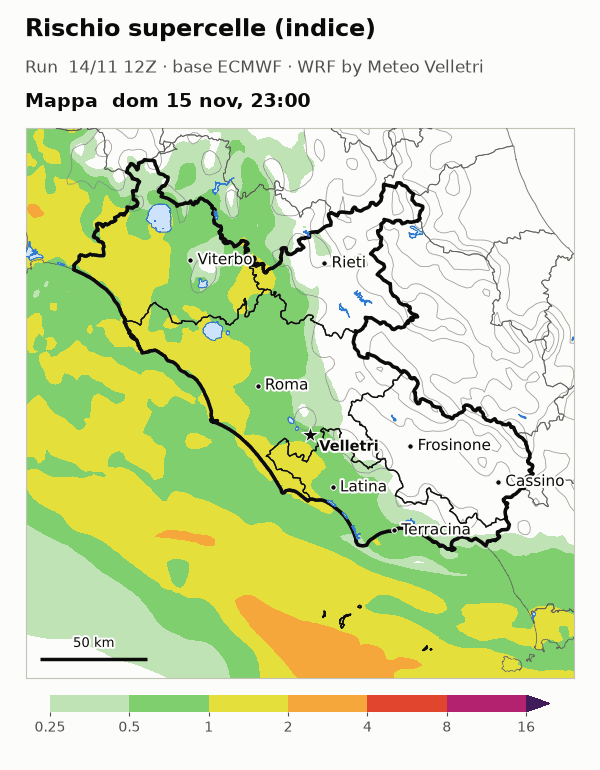 Rischio supercelle (indice)
Run 14/11 12Z · base ECMWF · WRF by Meteo Velletri
Mappa dom 15 nov, 23:00
Viterbo
Rieti
Roma
Velletri
Frosinone
Latina
Cassino
Terracina
50 km
0.25 0.5 1 2 4 8 16